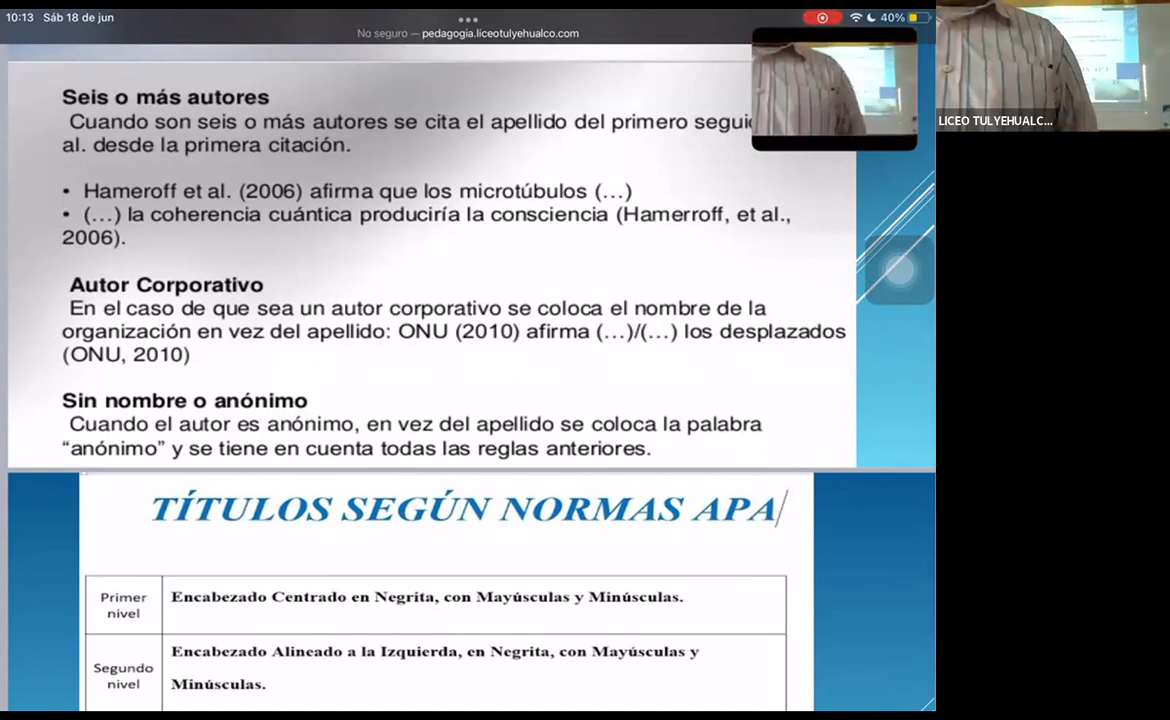 10:13 Sáb 18 de jun
40%
No seguro — pedagogia.liceotulyehualco.com
Seis o más autores
Cuando son seis o más autores se cita el apellido del primero
al. desde la primera citación.
• Hameroff et al. (2006) afirma que los microtúbulos (...)
• (...) la coherencia cuántica produciría la consciencia (Hamerroff, et al.,
2006).
Autor Corporativo
En el caso de que sea un autor corporativo se coloca el nombre de la
organización en vez del apellido: ONU (2010) afirma (...)/(...) los desplazados
(ONU, 2010)
Sin nombre o anónimo
Cuando el autor es anónimo, en vez del apellido se coloca la palabra
“anónimo” y se tiene en cuenta todas las reglas anteriores.
TÍTULOS SEGÚN NORMAS APA
Primer
nivel
Encabezado Centrado en Negrita, con Mayúsculas y Minúsculas.
Segundo
nivel
Encabezado Alineado a la Izquierda, en Negrita, con Mayúsculas y
Minúsculas.
LICEO TULYEHUALC...